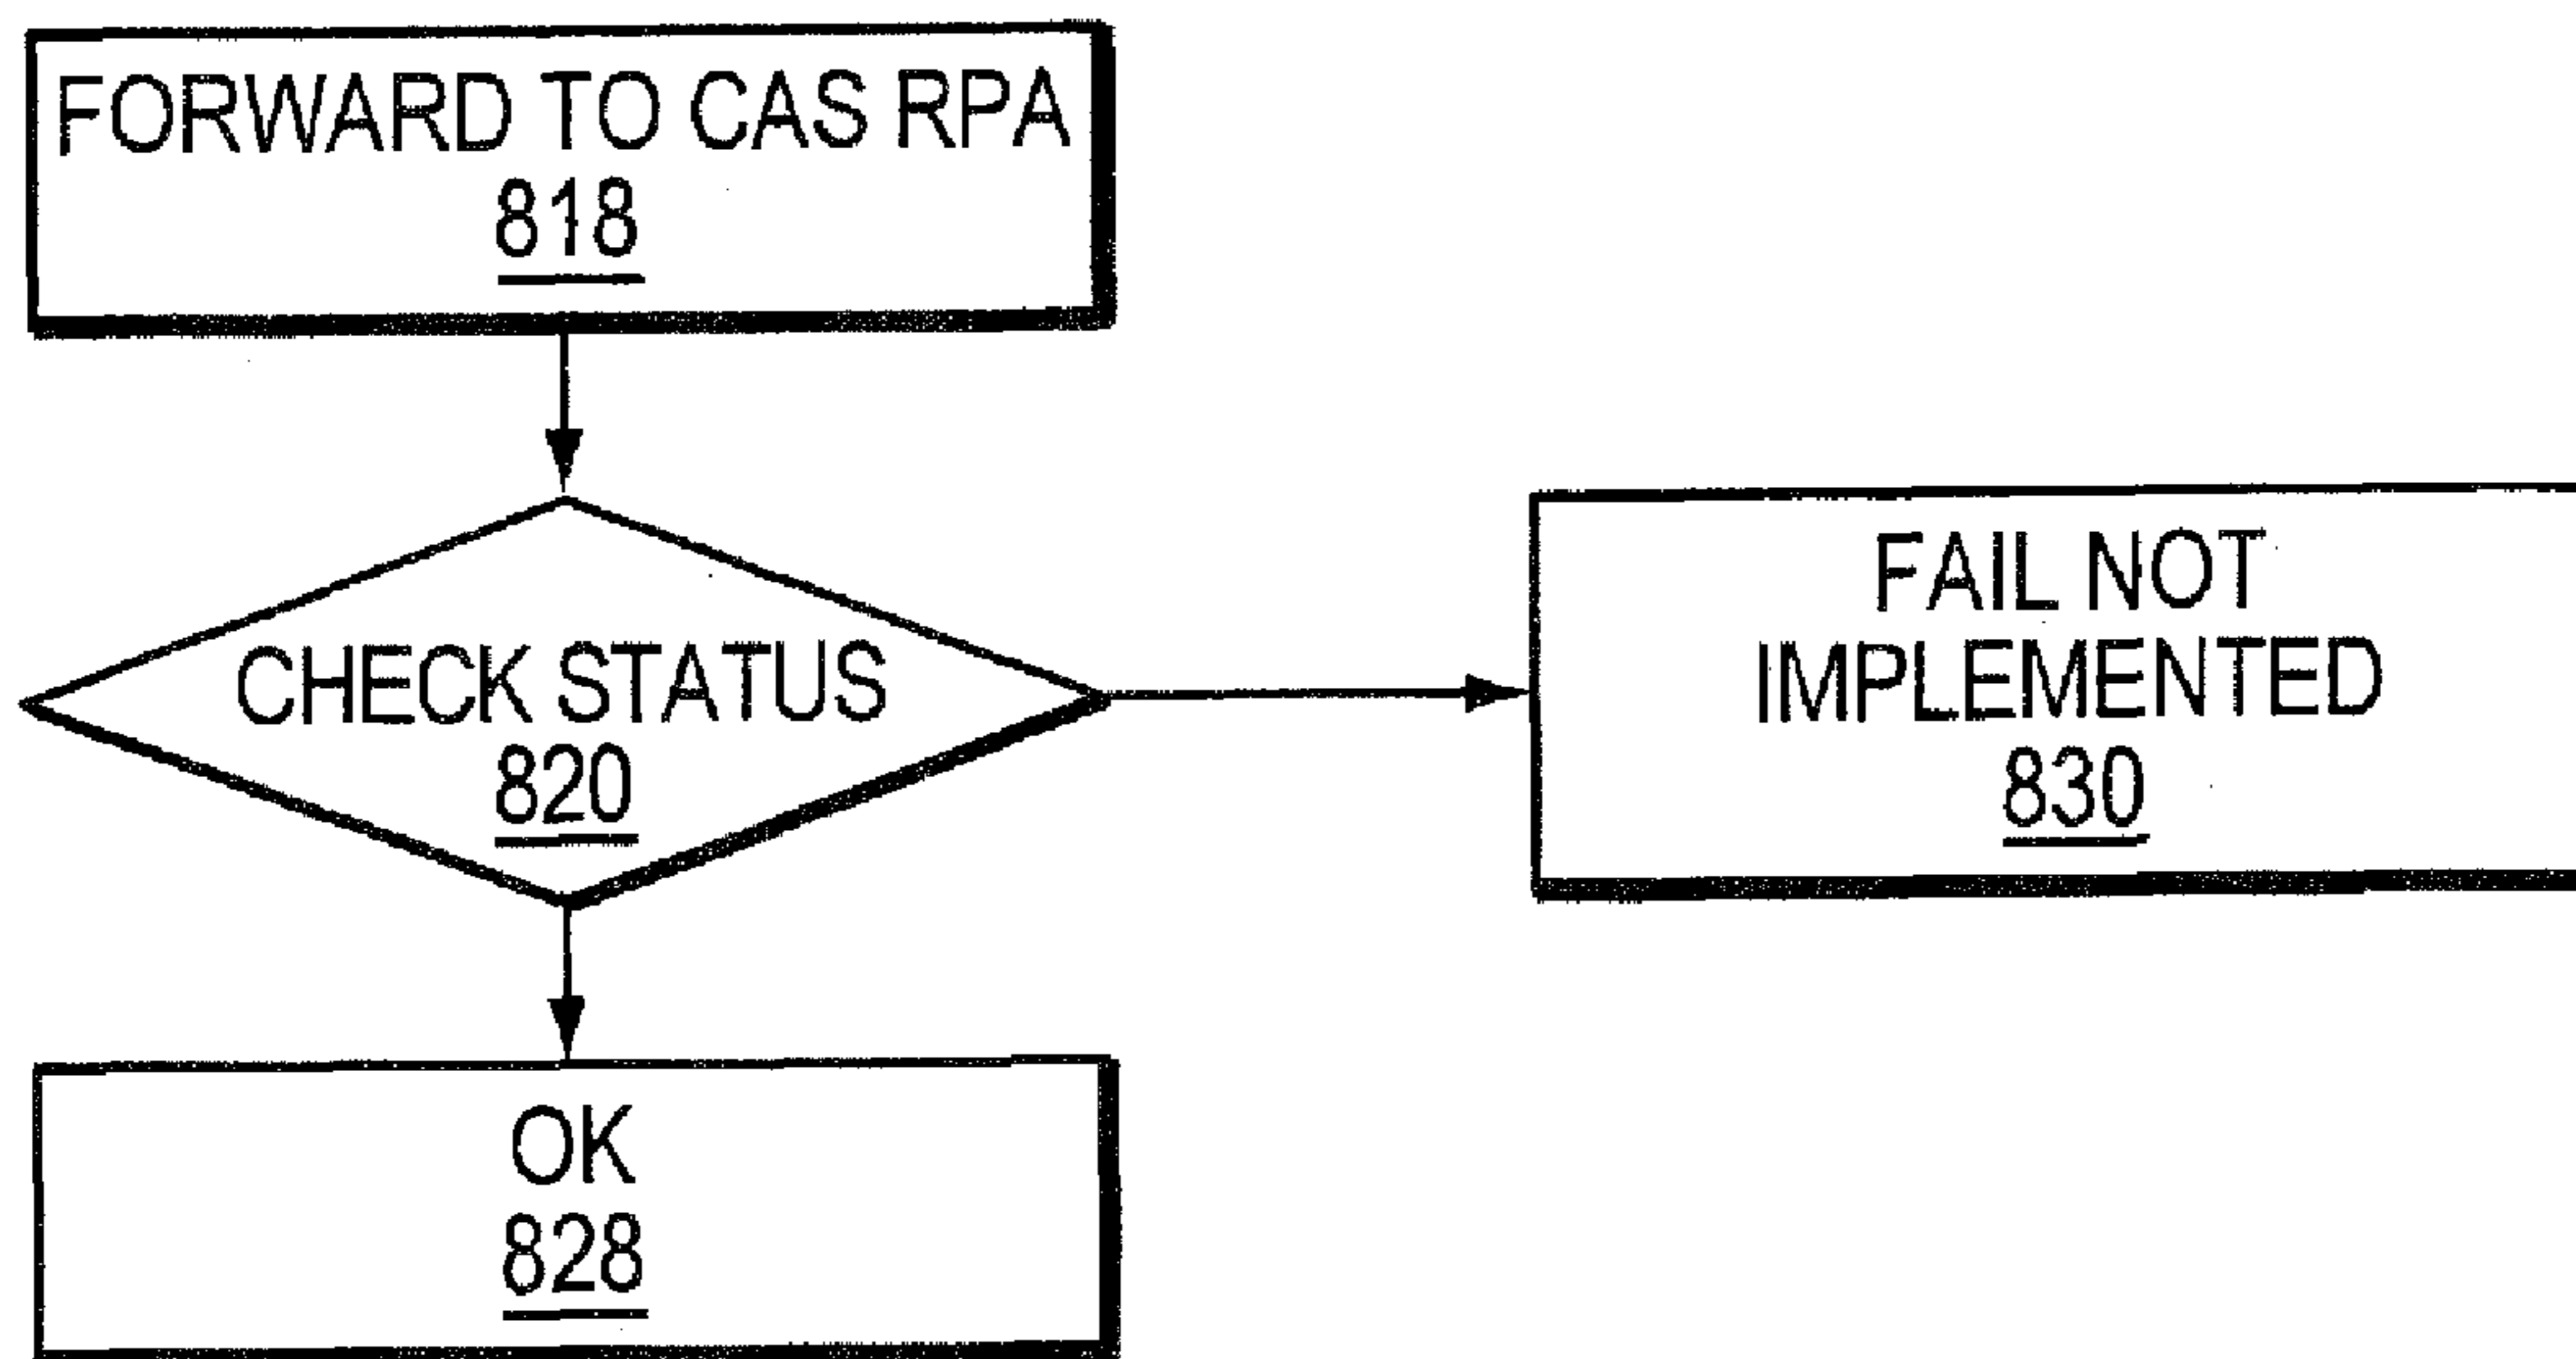 FORWARD TO CAS RPA
818
CHECK STATUS
820
FAIL NOT
IMPLEMENTED
830
OK
828